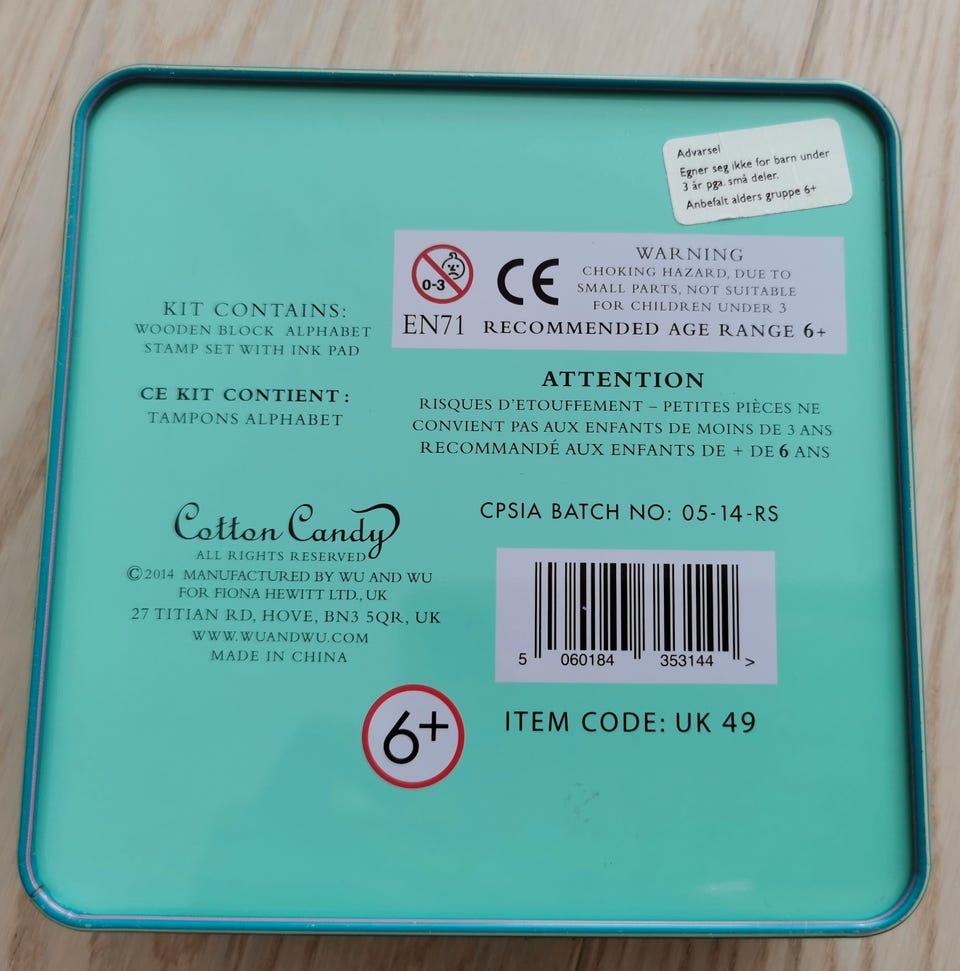 Advarsel
Egner seg ikke for barn under
3 år pga. små deler.
Anbefalt alders gruppe 6+
0-3
CE
EN71
WARNING
CHOKING HAZARD, DUE TO
SMALL PARTS, NOT SUITABLE
FOR CHILDREN UNDER 3
RECOMMENDED AGE RANGE 6+
KIT CONTAINS:
WOODEN BLOCK ALPHABET
STAMP SET WITH INK PAD
CE KIT CONTIENT :
TAMPONS ALPHABET
ATTENTION
RISQUES D'ETOUFFEMENT – PETITES PIÈCES NE
CONVIENT PAS AUX ENFANTS DE MOINS DE 3 ANS
RECOMMANDÉ AUX ENFANTS DE + DE 6 ANS
Cotton Candy
ALL RIGHTS RESERVED
©2014 MANUFACTURED BY WU AND WU
FOR FIONA HEWITT LTD., UK
27 TITIAN RD, HOVE, BN3 5QR, UK
WWW.WUANDWU.COM
MADE IN CHINA
CPSIA BATCH NO: 05-14-RS
5 060184 353144 >
ITEM CODE: UK 49
6+